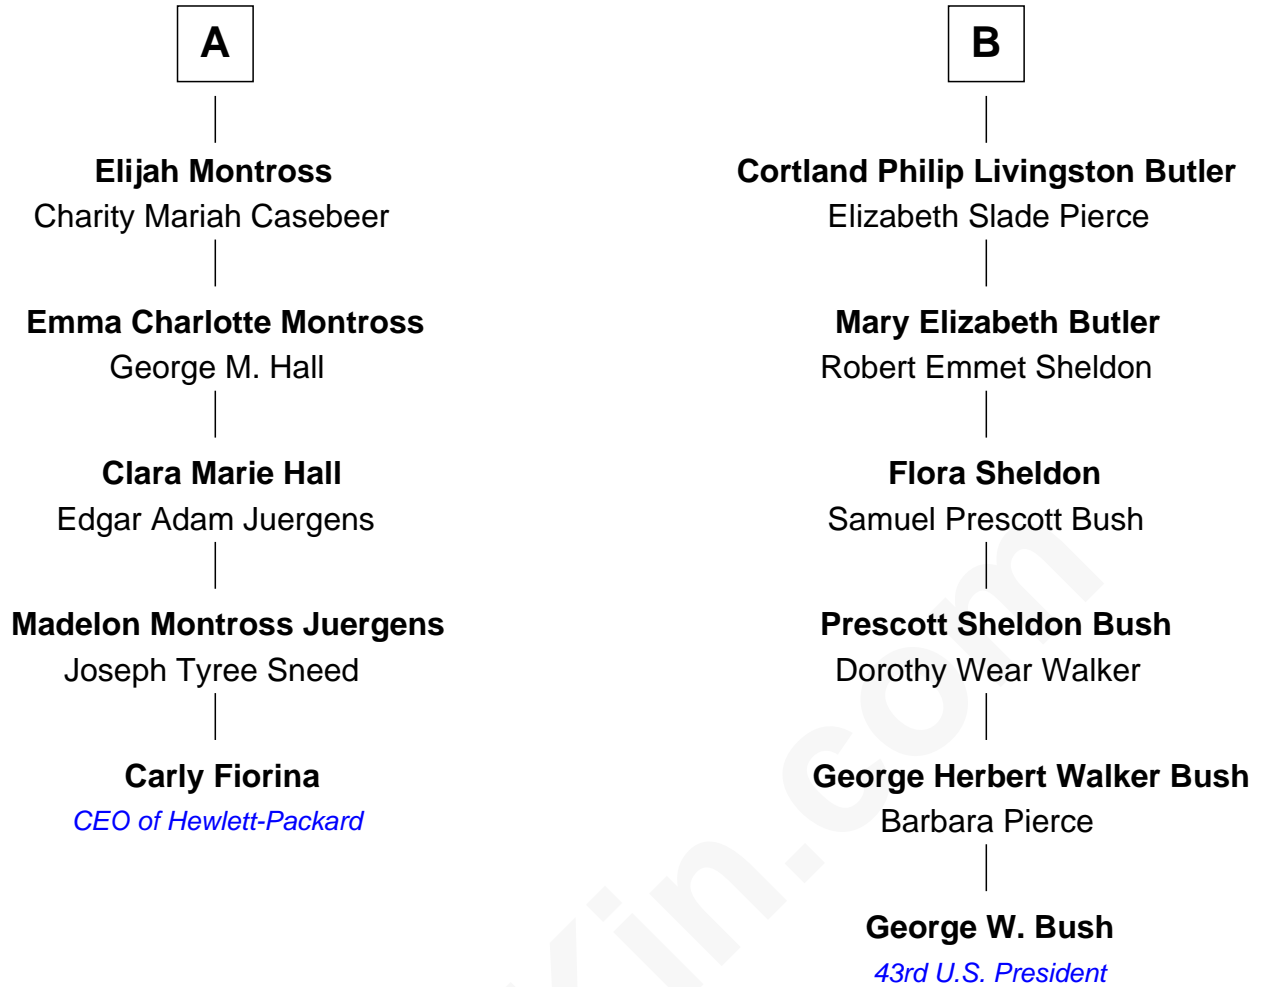 A
Elijah Montross
Charity Mariah Casebeer
Emma Charlotte Montross
George M. Hall
Clara Marie Hall
Edgar Adam Juergens
Madelon Montross Juergens
Joseph Tyree Sneed
Carly Fiorina
CEO of Hewlett-Packard
B
Cortland Philip Livingston Butler
Elizabeth Slade Pierce
Mary Elizabeth Butler
Robert Emmet Sheldon
Flora Sheldon
Samuel Prescott Bush
Prescott Sheldon Bush
Dorothy Wear Walker
George Herbert Walker Bush
Barbara Pierce
George W. Bush
43rd U.S. President